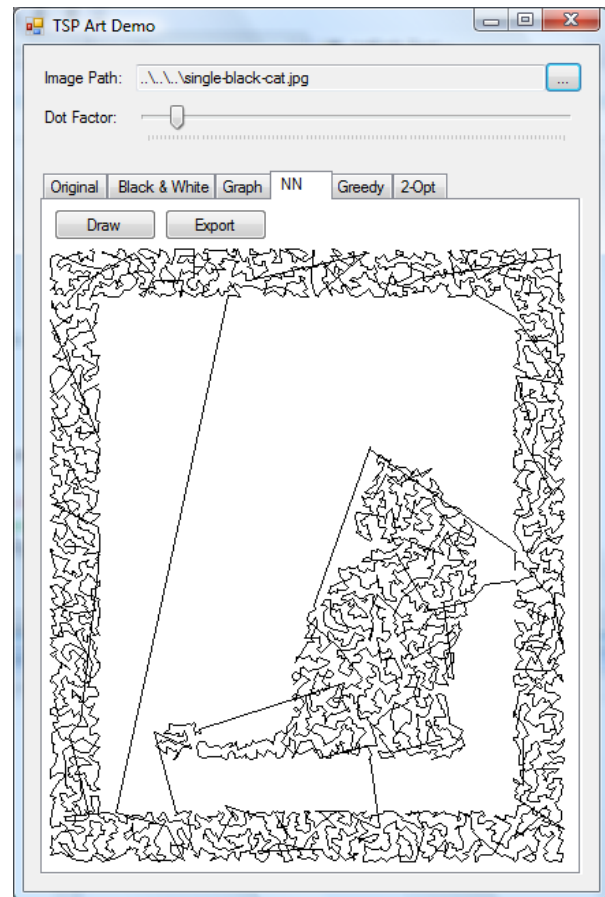 TSP Art Demo
Image Path: ..\..\..\single-black-cat.jpg ...
Dot Factor:
Original Black & White Graph NN Greedy 2-Opt
Draw Export